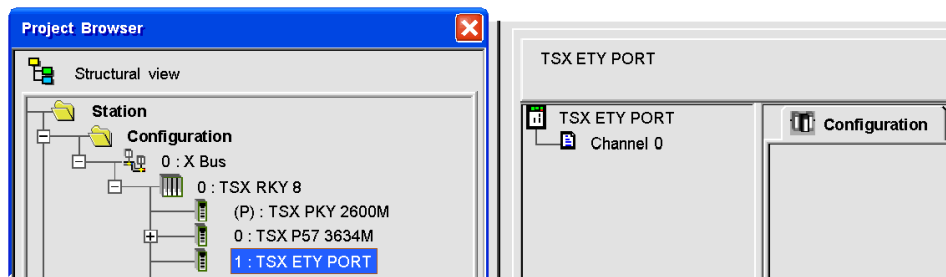 Project Browser
Structural view
Station
Configuration
0 : X Bus
0 : TSX RKY 8
(P) : TSX PKY 2600M
0 : TSX P57 3634M
1 : TSX ETY PORT
TSX ETY PORT
TSX ETY PORT
Channel 0
Configuration